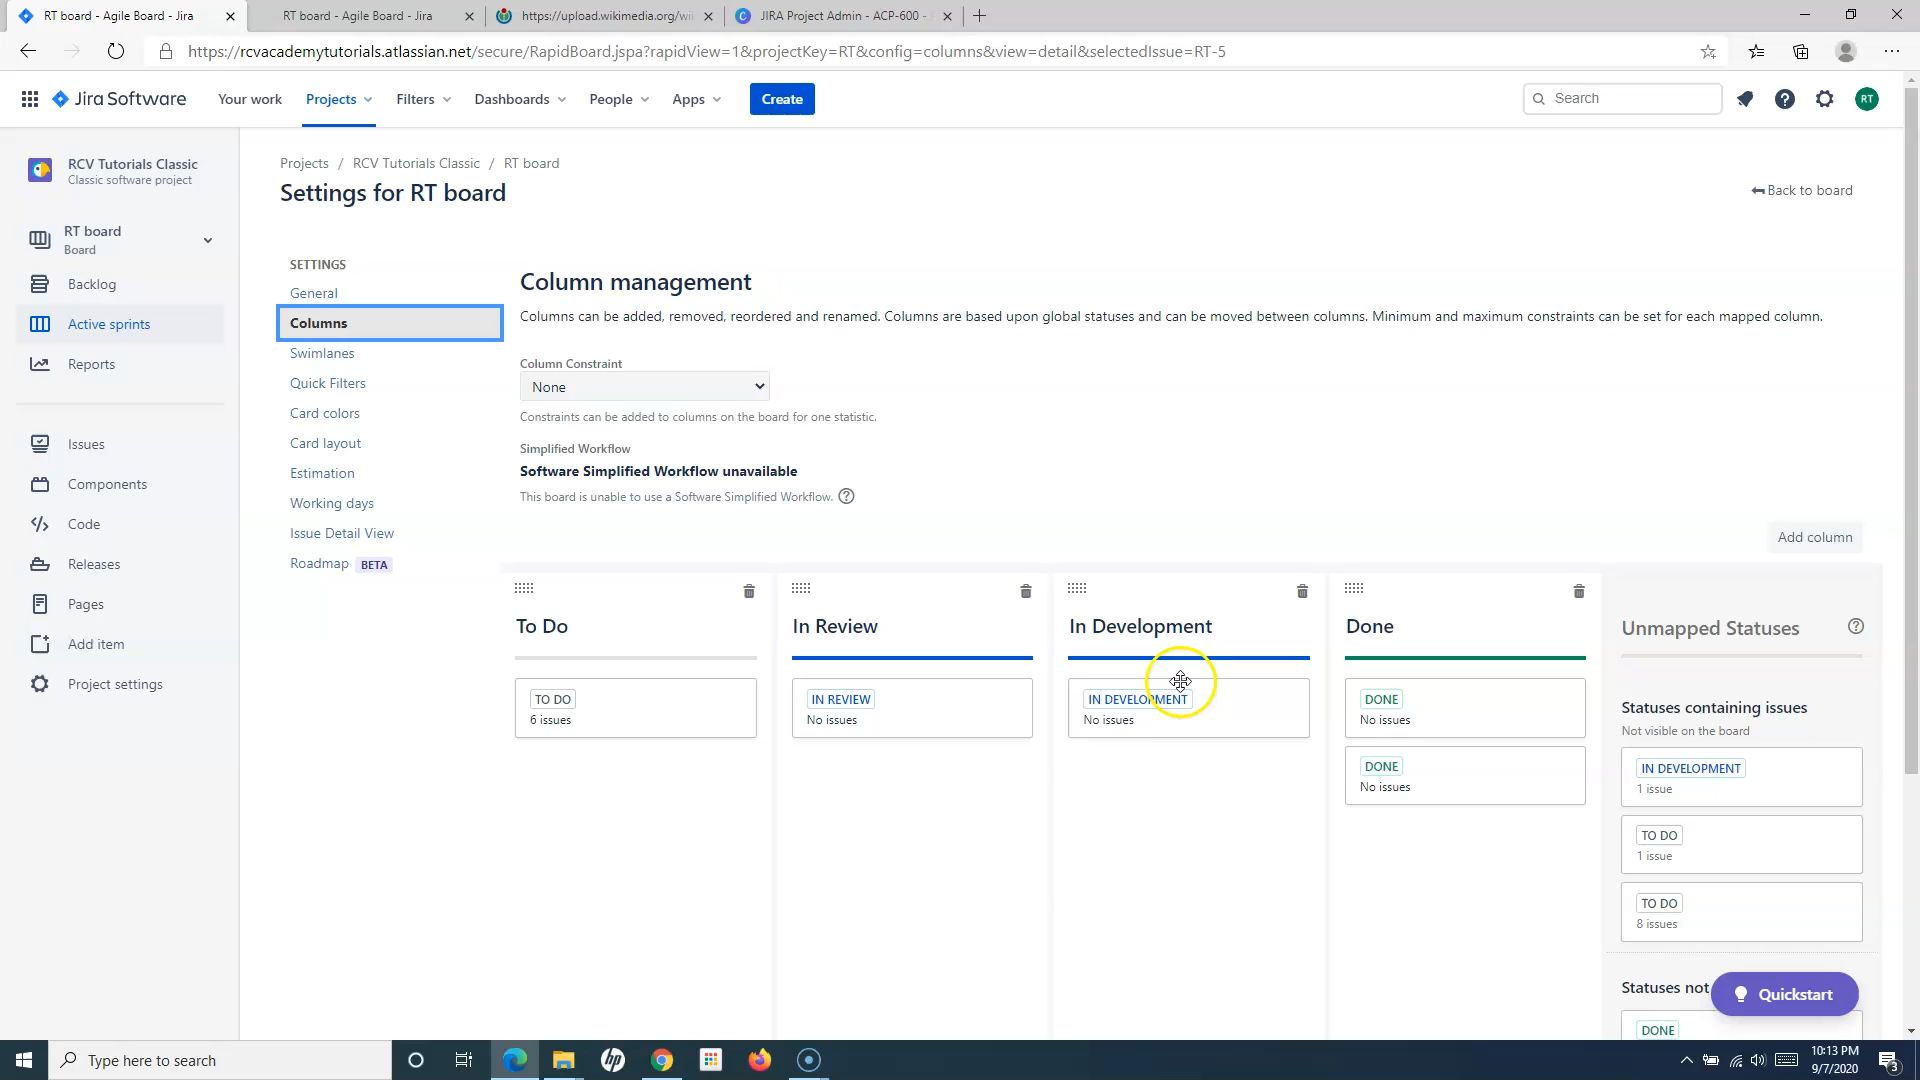 RT board - Agile Board - Jira
RT board - Agile Board - Jira
https://upload.wikimedia.org/wi
JIRA Project Admin - ACP-600 -
https://rcvacademytutorials.atlassian.net/secure/RapidBoard.jspa?rapidView=1&projectKey=RT&config=columns&view=detail&selectedIssue=RT-5
Jira Software
Your work
Projects
Filters
Dashboards
People
Apps
Create
Search
RT
RCV Tutorials Classic
Classic software project
RT board
Board
Backlog
Active sprints
Reports
Issues
Components
Code
Releases
Pages
Add item
Project settings
Projects / RCV Tutorials Classic / RT board
Settings for RT board
Back to board
SETTINGS
General
Columns
Swimlanes
Quick Filters
Card colors
Card layout
Estimation
Working days
Issue Detail View
Roadmap BETA
Column management
Columns can be added, removed, reordered and renamed. Columns are based upon global statuses and can be moved between columns. Minimum and maximum constraints can be set for each mapped column.
Column Constraint
None
Constraints can be added to columns on the board for one statistic.
Simplified Workflow
Software Simplified Workflow unavailable
This board is unable to use a Software Simplified Workflow.
Add column
To Do
TO DO
6 issues
In Review
IN REVIEW
No issues
In Development
IN DEVELOPMENT
No issues
Done
DONE
No issues
DONE
No issues
Unmapped Statuses
Statuses containing issues
Not visible on the board
IN DEVELOPMENT
1 issue
TO DO
1 issue
TO DO
8 issues
Statuses not
DONE
Quickstart
Type here to search
10:13 PM
9/7/2020
3